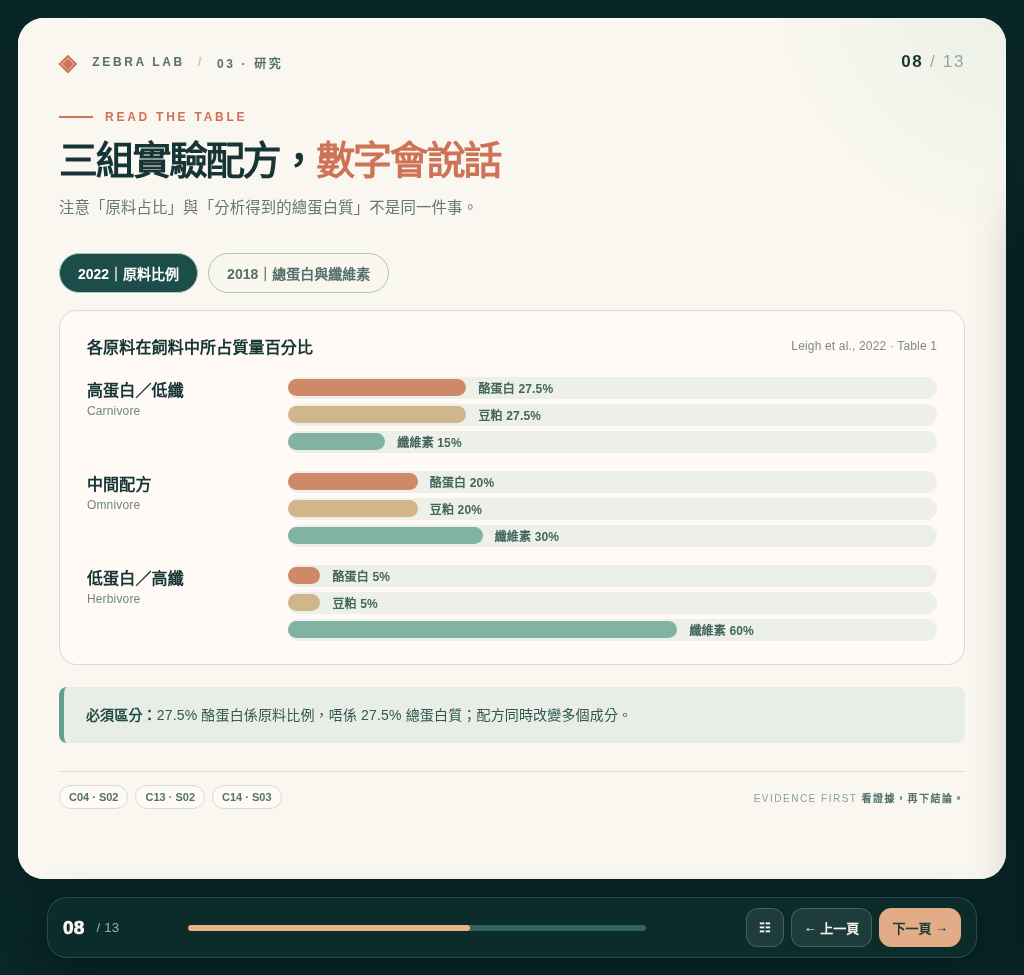 ZEBRA LAB / 03 · 研究
08 / 13
READ THE TABLE
三組實驗配方，數字會說話
注意「原料占比」與「分析得到的總蛋白質」不是同一件事。
2022｜原料比例
2018｜總蛋白與纖維素
各原料在飼料中所占質量百分比
Leigh et al., 2022 · Table 1
高蛋白／低纖
Carnivore
酪蛋白 27.5%
豆粕 27.5%
纖維素 15%
中間配方
Omnivore
酪蛋白 20%
豆粕 20%
纖維素 30%
低蛋白／高纖
Herbivore
酪蛋白 5%
豆粕 5%
纖維素 60%
必須區分：27.5% 酪蛋白係原料比例，唔係 27.5% 總蛋白質；配方同時改變多個成分。
C04 · S02
C13 · S02
C14 · S03
EVIDENCE FIRST 看證據，再下結論。
08 / 13
← 上一頁
下一頁 →